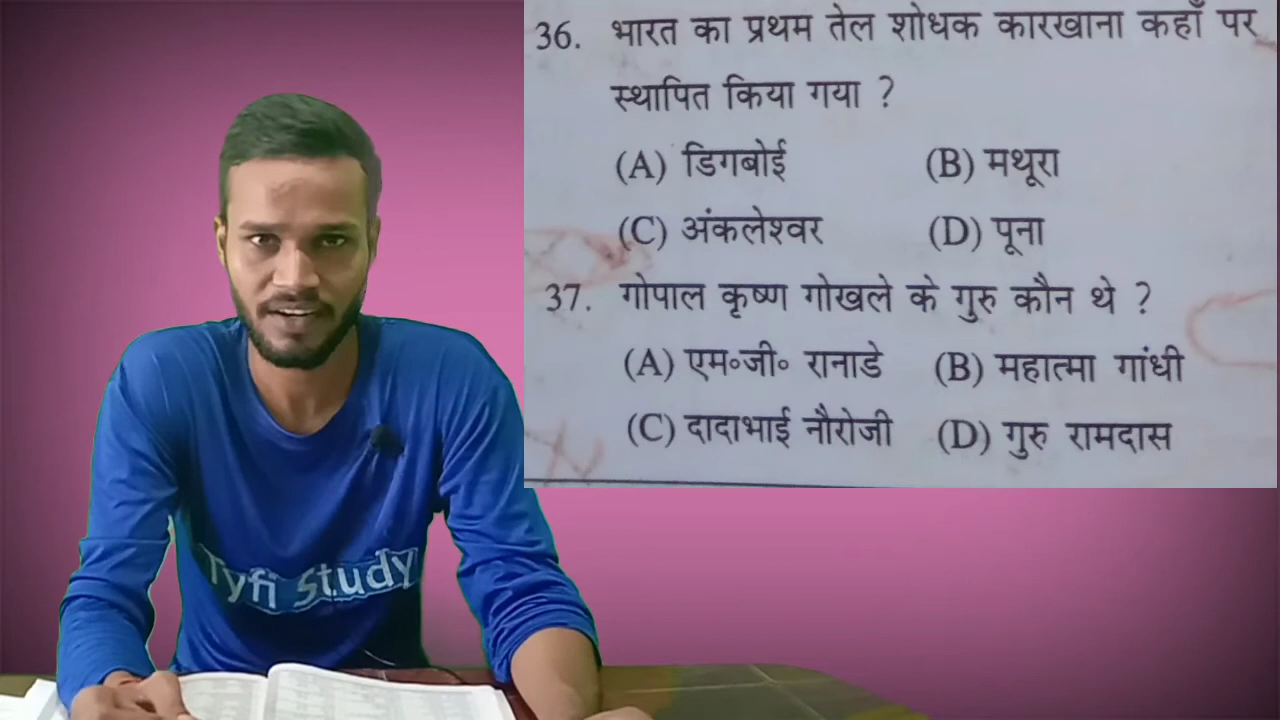 36. भारत का प्रथम तेल शोधक कारखाना कहाँ पर
स्थापित किया गया ?
(A) डिगबोई (B) मथूरा
(C) अंकलेश्वर (D) पूना
37. गोपाल कृष्ण गोखले के गुरु कौन थे ?
(A) एम॰जी॰ रानाडे (B) महात्मा गांधी
(C) दादाभाई नौरोजी (D) गुरु रामदास
Tyfi Study